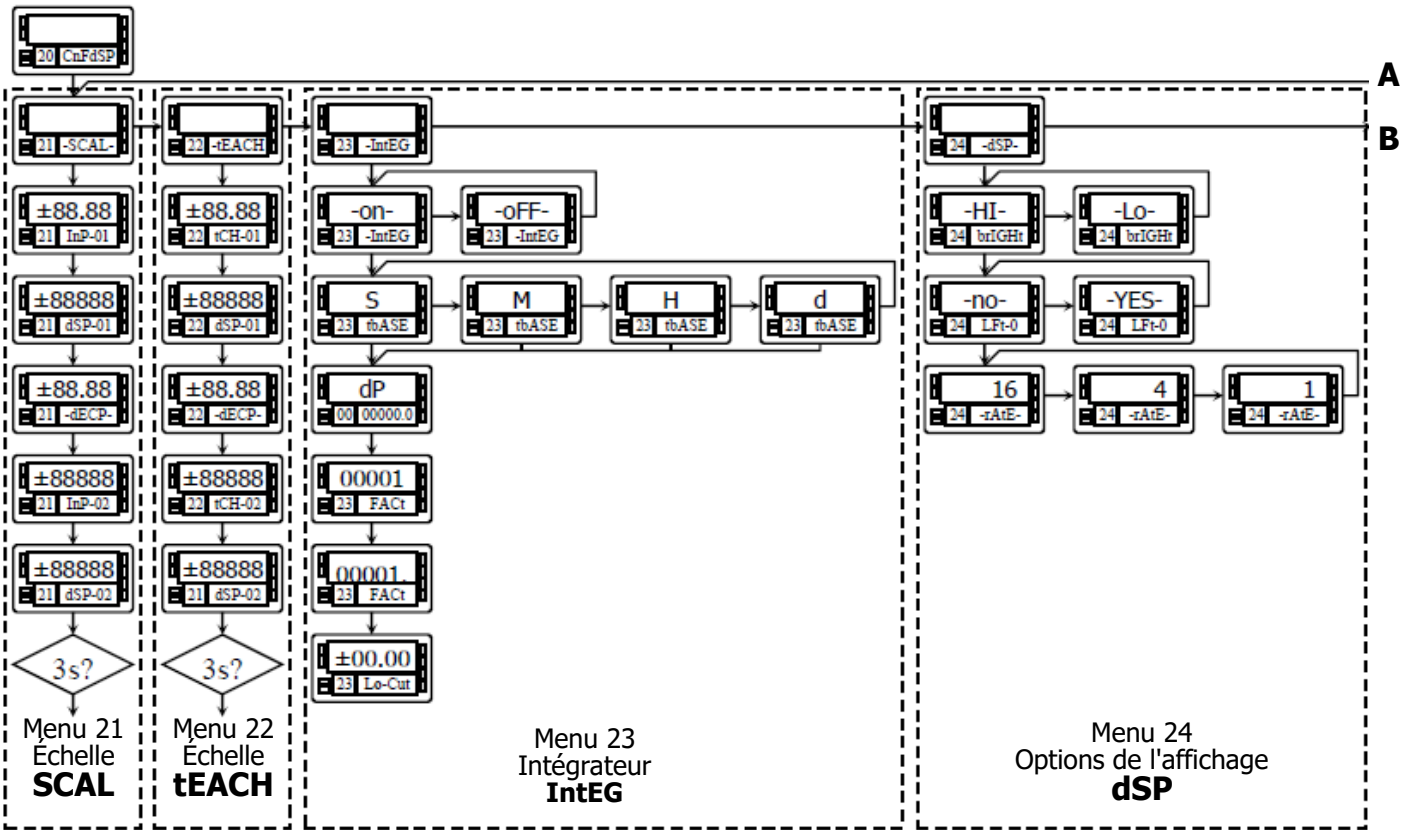 20 CnFdSP
A
21 -SCAL-
22 -tEACH
23 -IntEG
24 -dSP-
B
±88.88
21 InP-01
±88888
21 dSP-01
±88.88
21 -dECP-
±88888
21 InP-02
±88888
21 dSP-02
3s?
Menu 21
Échelle
SCAL
±88.88
22 tCH-01
±88888
22 dSP-01
±88.88
22 -dECP-
±88888
22 tCH-02
±88888
21 dSP-02
3s?
Menu 22
Échelle
tEACH
-on-
23 -IntEG
-oFF-
23 -IntEG
S
23 tbASE
M
23 tbASE
H
23 tbASE
d
23 tbASE
dP
00 00000.0
00001
23 FACt
00001.
23 FACt
±00.00
23 Lo-Cut
Menu 23
Intégrateur
IntEG
-HI-
24 brIGHt
-Lo-
24 brIGHt
-no-
24 LFt-0
-YES-
24 LFt-0
16
24 -rAtE-
4
24 -rAtE-
1
24 -rAtE-
Menu 24
Options de l'affichage
dSP